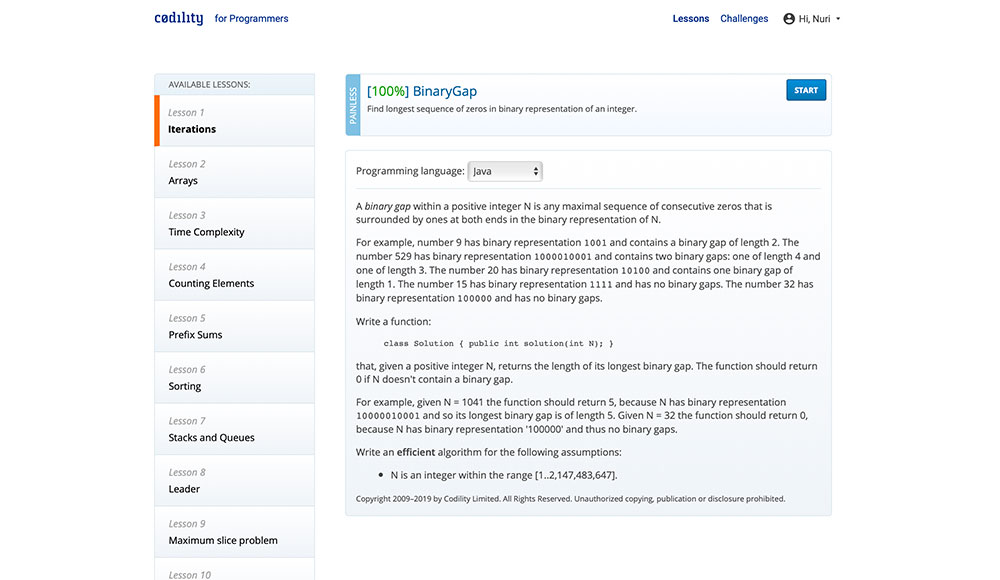 codility for Programmers
Lessons Challenges Hi, Nuri
AVAILABLE LESSONS:
Lesson 1
Iterations
Lesson 2
Arrays
Lesson 3
Time Complexity
Lesson 4
Counting Elements
Lesson 5
Prefix Sums
Lesson 6
Sorting
Lesson 7
Stacks and Queues
Lesson 8
Leader
Lesson 9
Maximum slice problem
Lesson 10
PAINLESS
[100%] BinaryGap
START
Find longest sequence of zeros in binary representation of an integer.
Programming language: Java
A binary gap within a positive integer N is any maximal sequence of consecutive zeros that is
surrounded by ones at both ends in the binary representation of N.
For example, number 9 has binary representation 1001 and contains a binary gap of length 2. The
number 529 has binary representation 1000010001 and contains two binary gaps: one of length 4 and
one of length 3. The number 20 has binary representation 10100 and contains one binary gap of
length 1. The number 15 has binary representation 1111 and has no binary gaps. The number 32 has
binary representation 100000 and has no binary gaps.
Write a function:
class Solution { public int solution(int N); }
that, given a positive integer N, returns the length of its longest binary gap. The function should return
0 if N doesn't contain a binary gap.
For example, given N = 1041 the function should return 5, because N has binary representation
10000010001 and so its longest binary gap is of length 5. Given N = 32 the function should return 0,
because N has binary representation '100000' and thus no binary gaps.
Write an efficient algorithm for the following assumptions:
• N is an integer within the range [1..2,147,483,647].
Copyright 2009–2019 by Codility Limited. All Rights Reserved. Unauthorized copying, publication or disclosure prohibited.